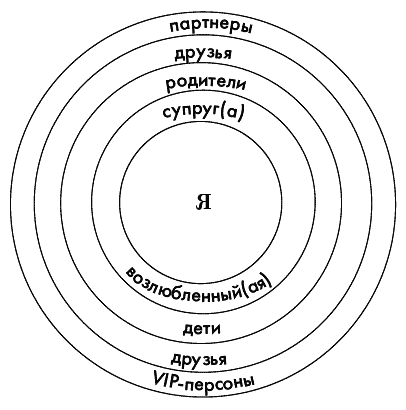 партнеры
друзья
родители
супруг(а)
Я
возлюбленный(ая)
дети
друзья
VIP-персоны